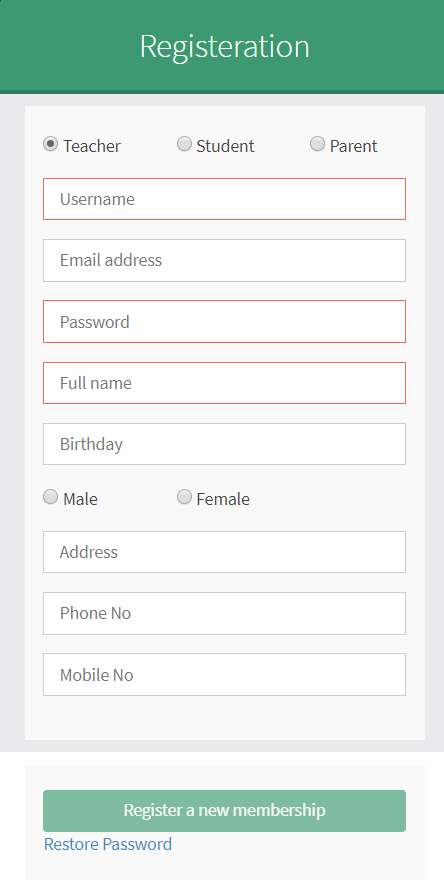 Registeration
Teacher Student Parent
Username
Email address
Password
Full name
Birthday
Male Female
Address
Phone No
Mobile No
Register a new membership
Restore Password